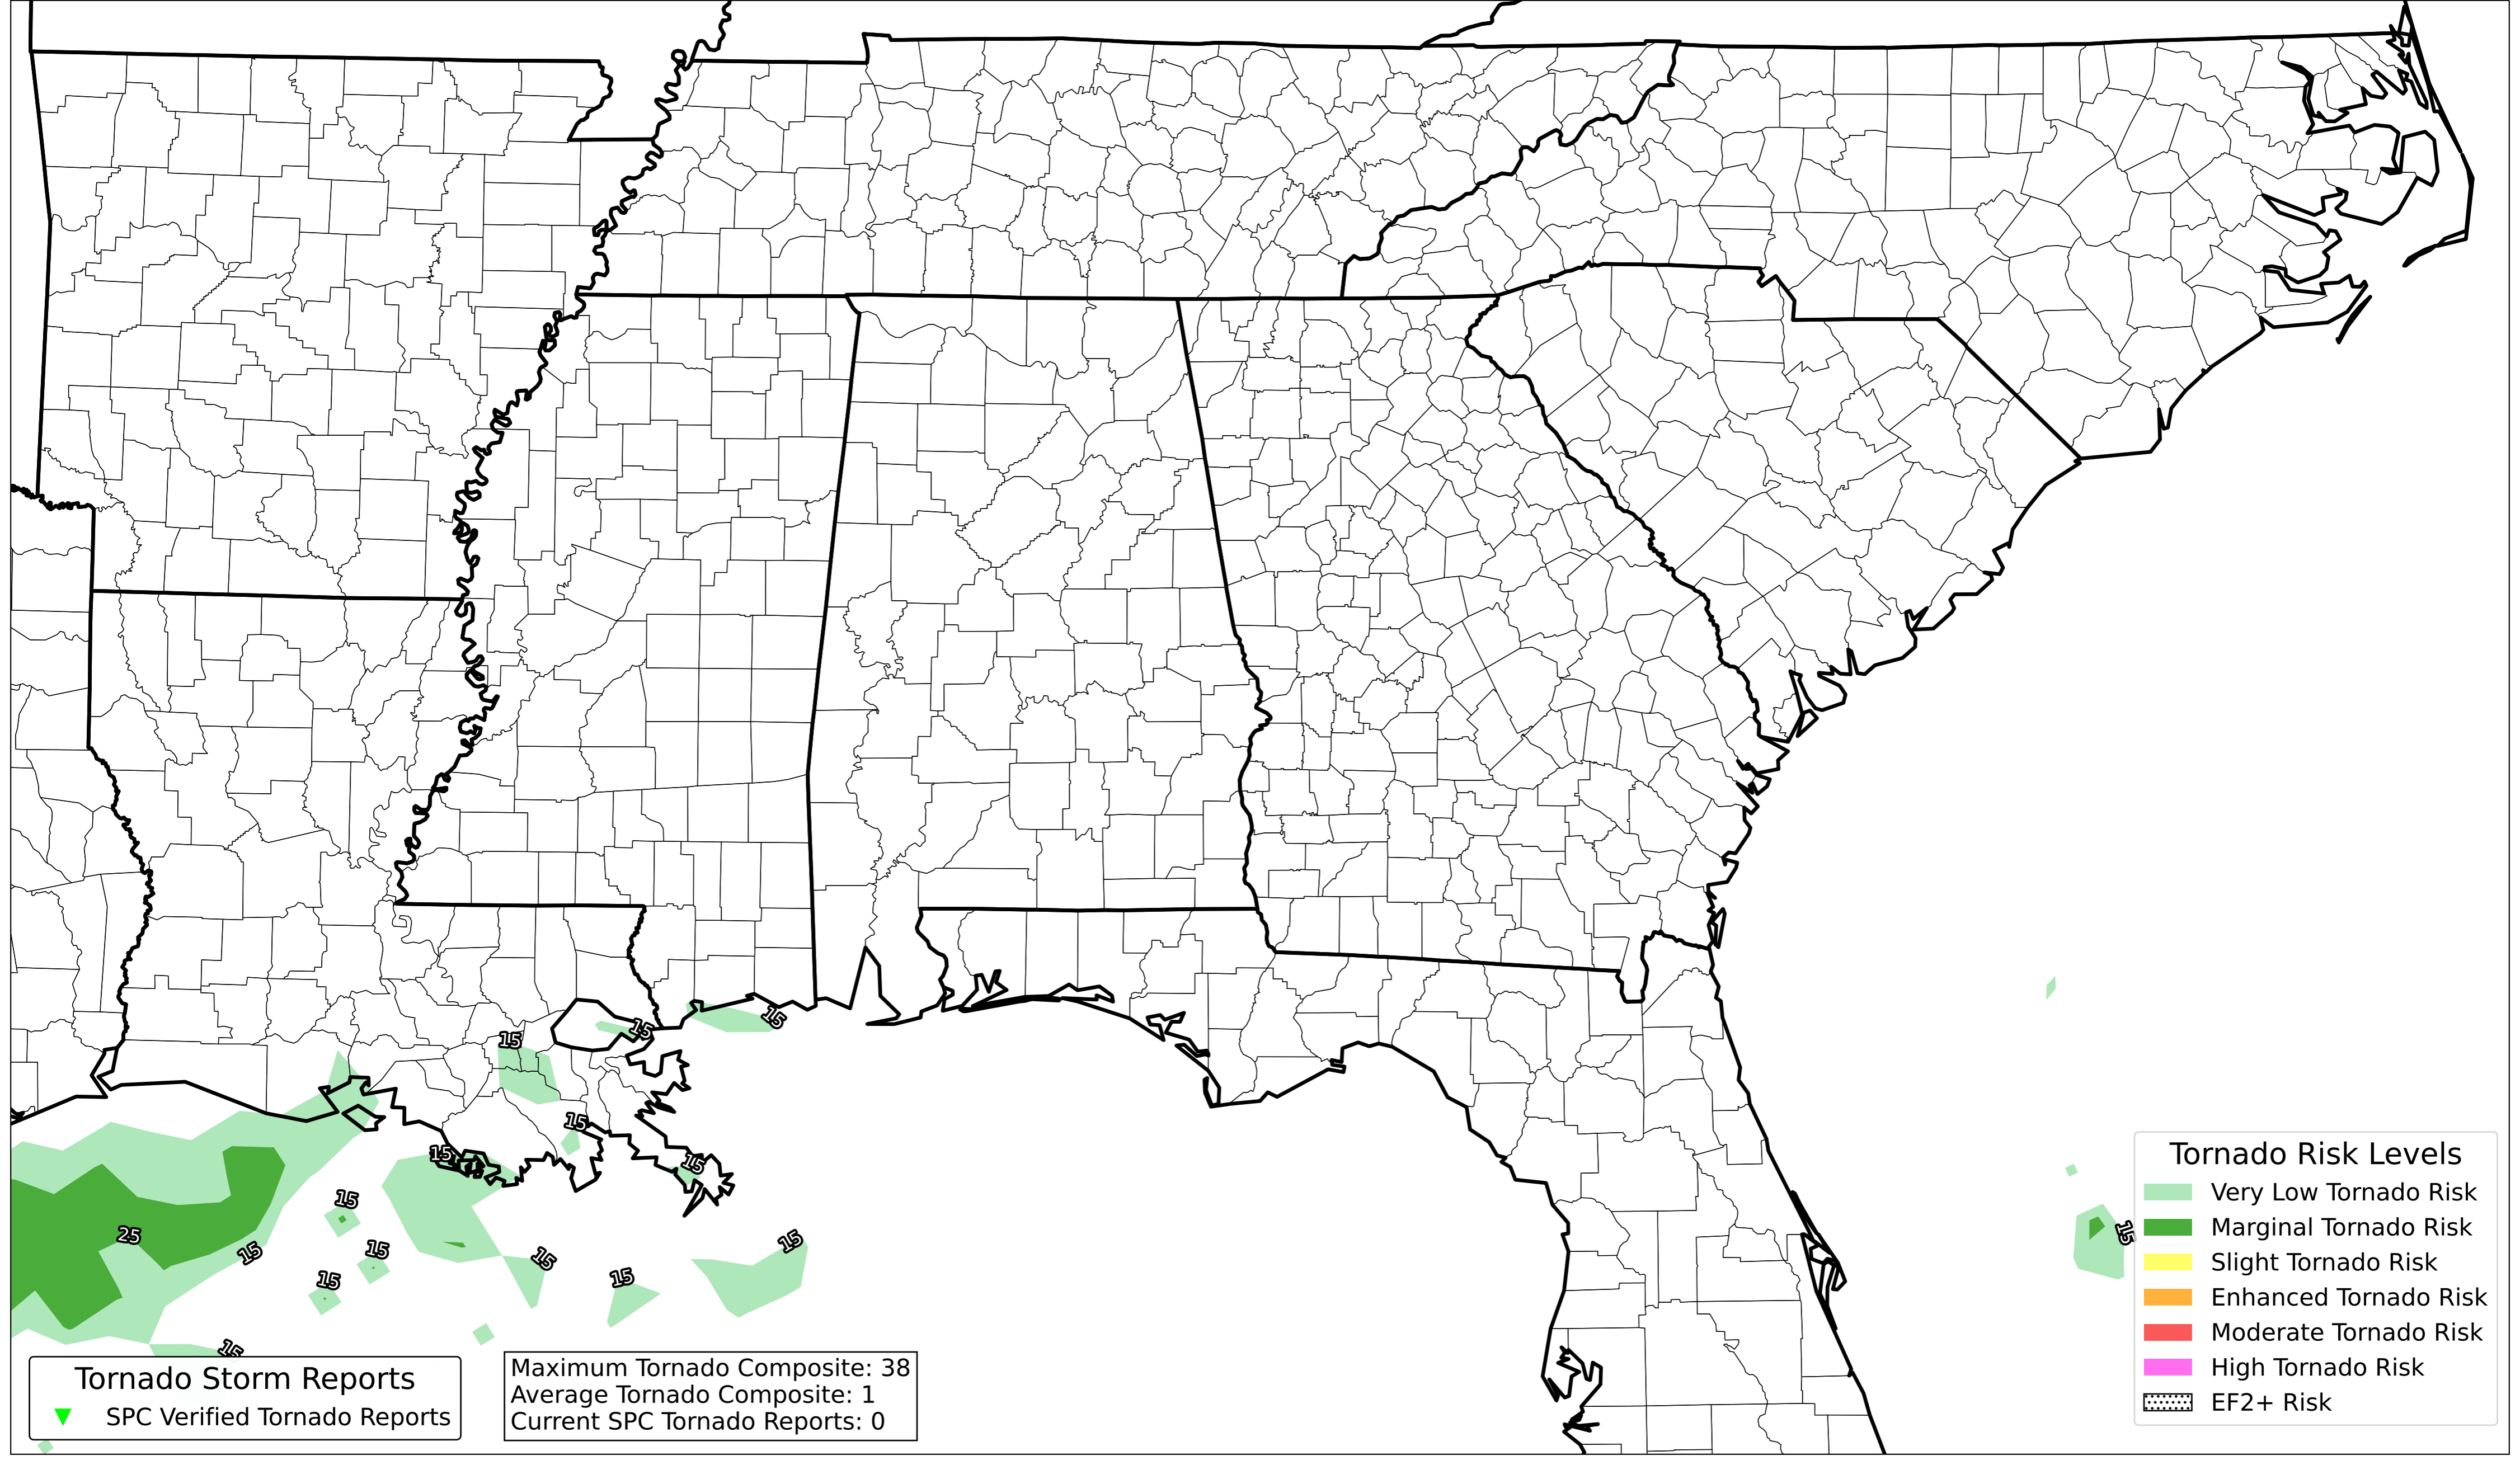 15
15
15
15
15
15
15
25
15
15
15
15
15
15
15
15
Tornado Risk Levels
Very Low Tornado Risk
Marginal Tornado Risk
Slight Tornado Risk
Enhanced Tornado Risk
Moderate Tornado Risk
High Tornado Risk
EF2+ Risk
Tornado Storm Reports
SPC Verified Tornado Reports
Maximum Tornado Composite: 38
Average Tornado Composite: 1
Current SPC Tornado Reports: 0